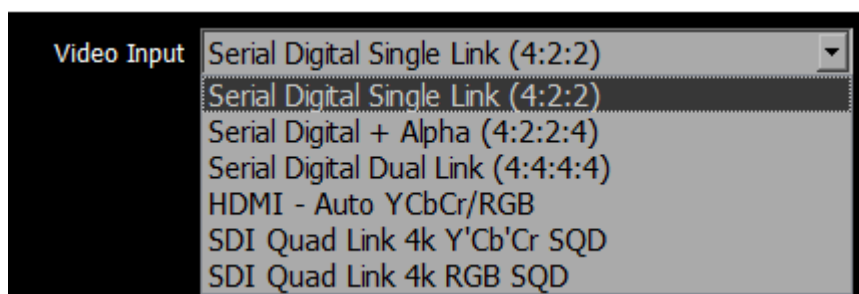 Video Input Serial Digital Single Link (4:2:2)
Serial Digital Single Link (4:2:2)
Serial Digital + Alpha (4:2:2:4)
Serial Digital Dual Link (4:4:4:4)
HDMI - Auto YCbCr/RGB
SDI Quad Link 4k Y'Cb'Cr SQD
SDI Quad Link 4k RGB SQD